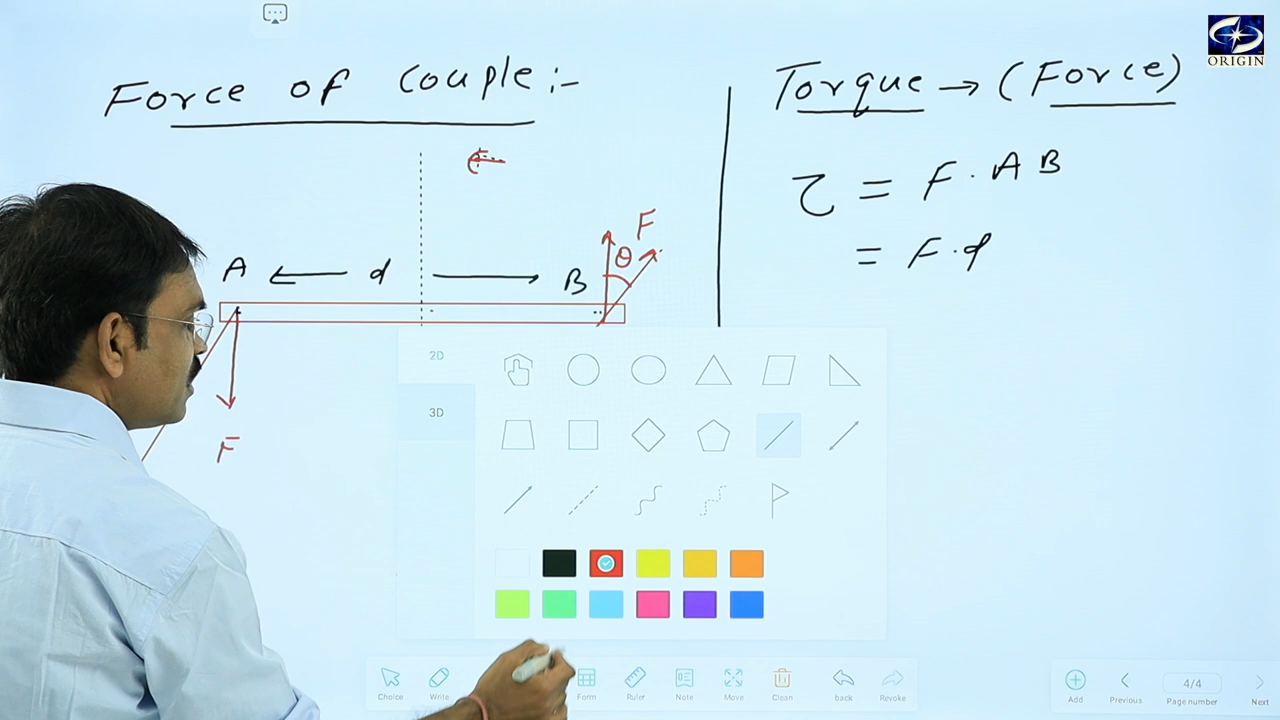 Force of couple :-
Torque → (Force)
ORIGIN
τ = F . A B
= F . d
F
θ
A ← d → B
F
2D
3D
Choice Write Form Ruler Note Move Clean back Revoke
Add Previous 4/4 Page number Next